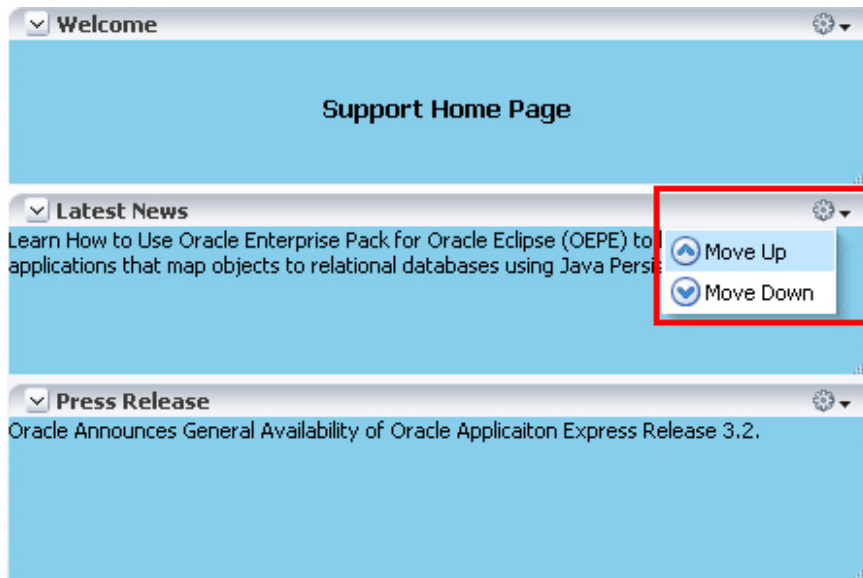 Welcome
Support Home Page
Latest News
Learn How to Use Oracle Enterprise Pack for Oracle Eclipse (OEPE) to
applications that map objects to relational databases using Java
Move Up
Move Down
Press Release
Oracle Announces General Availability of Oracle Applicaiton Express Release 3.2.